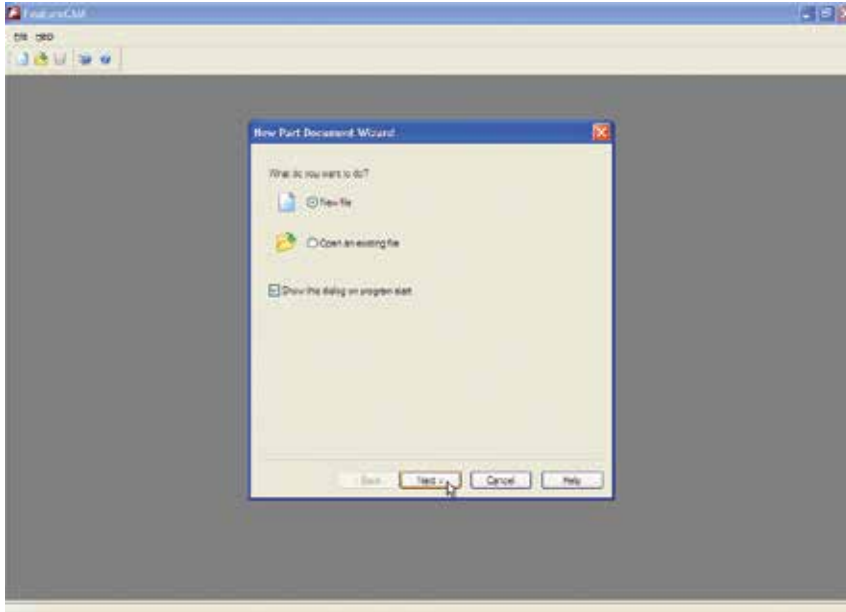 FeatureCAM
File Help
New Part Document Wizard
What do you want to do?
New file
Open an existing file
Show this dialog on program start
< Back Next > Cancel Help